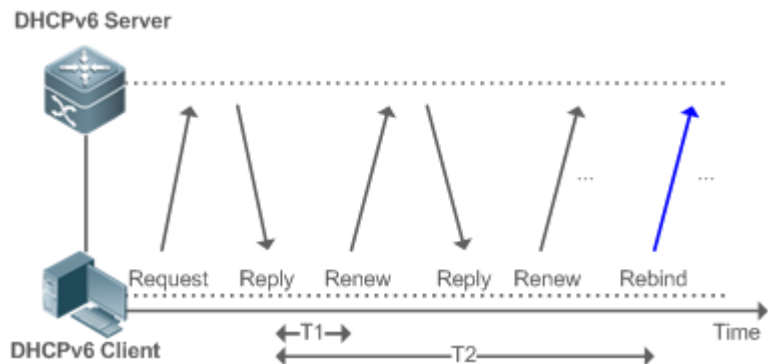 DHCPv6 Server
... ...
Request Reply Renew Reply Renew Rebind
Time
T1
DHCPv6 Client
T2